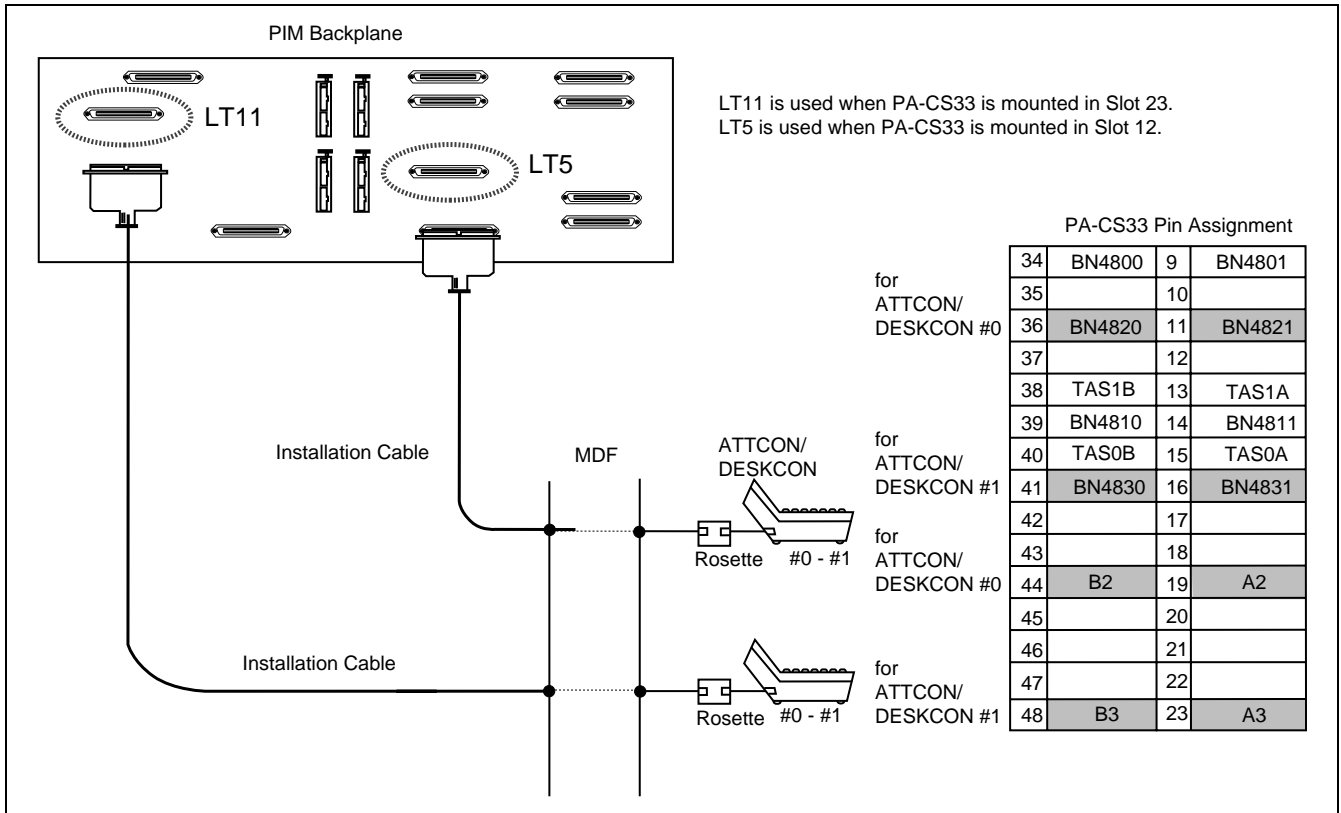 PIM Backplane
LT11
LT5
LT11 is used when PA-CS33 is mounted in Slot 23.
LT5 is used when PA-CS33 is mounted in Slot 12.
PA-CS33 Pin Assignment
for
ATTCON/
DESKCON #0
34 BN4800 9 BN4801
35 10
36 BN4820 11 BN4821
37 12
38 TAS1B 13 TAS1A
for
ATTCON/
DESKCON #1
39 BN4810 14 BN4811
40 TAS0B 15 TAS0A
41 BN4830 16 BN4831
42 17
for
ATTCON/
DESKCON #0
43 18
44 B2 19 A2
45 20
46 21
for
ATTCON/
DESKCON #1
47 22
48 B3 23 A3
Installation Cable
MDF
ATTCON/
DESKCON
Rosette #0 - #1
Installation Cable
Rosette #0 - #1